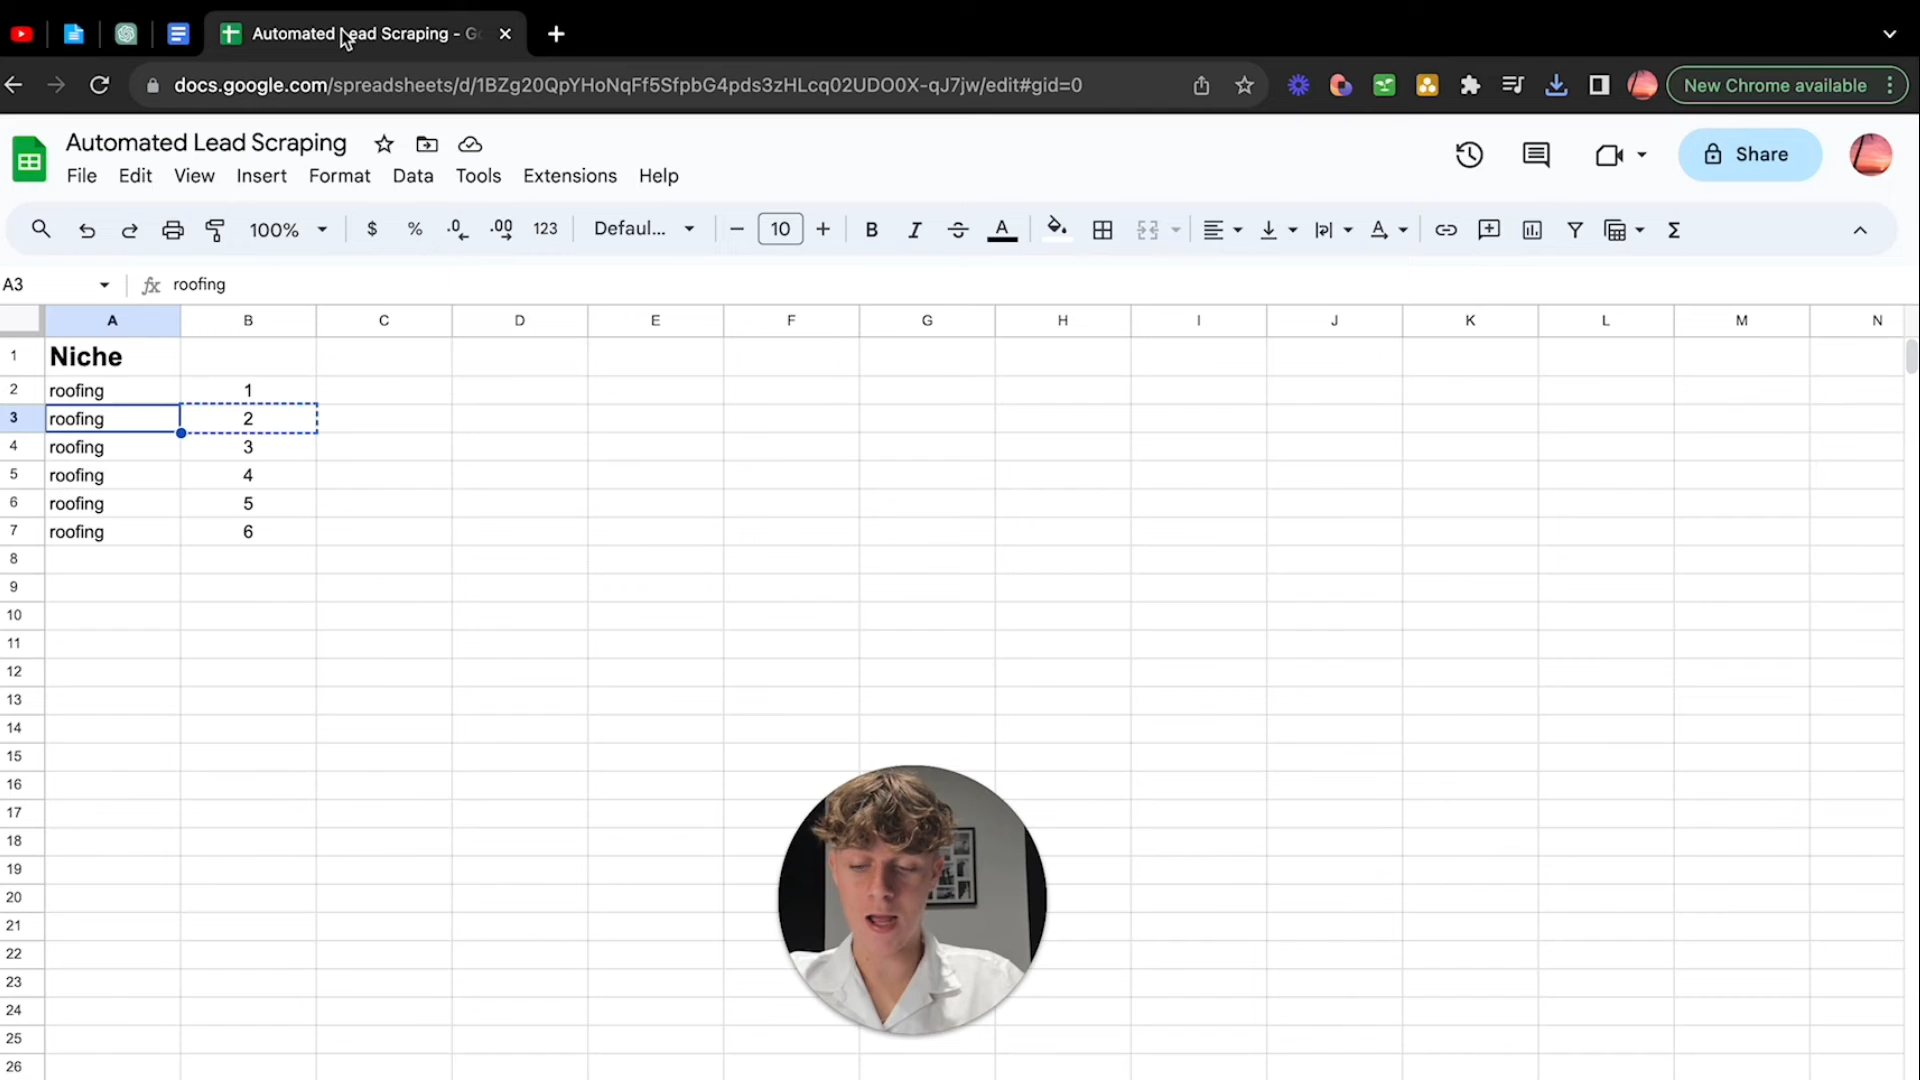 Automated Lead Scraping - Go
docs.google.com/spreadsheets/d/1BZg20QpYHoNqFf5SfpbG4pds3zHLcq02UDO0X-qJ7jw/edit#gid=0
New Chrome available
Automated Lead Scraping
File Edit View Insert Format Data Tools Extensions Help
Share
100% $ % .0 .00 123 Defaul... 10 B I A Σ
A3 fx roofing
A B C D E F G H I J K L M N
1 Niche
2 roofing 1
3 roofing 2
4 roofing 3
5 roofing 4
6 roofing 5
7 roofing 6
8
9
10
11
12
13
14
15
16
17
18
19
20
21
22
23
24
25
26